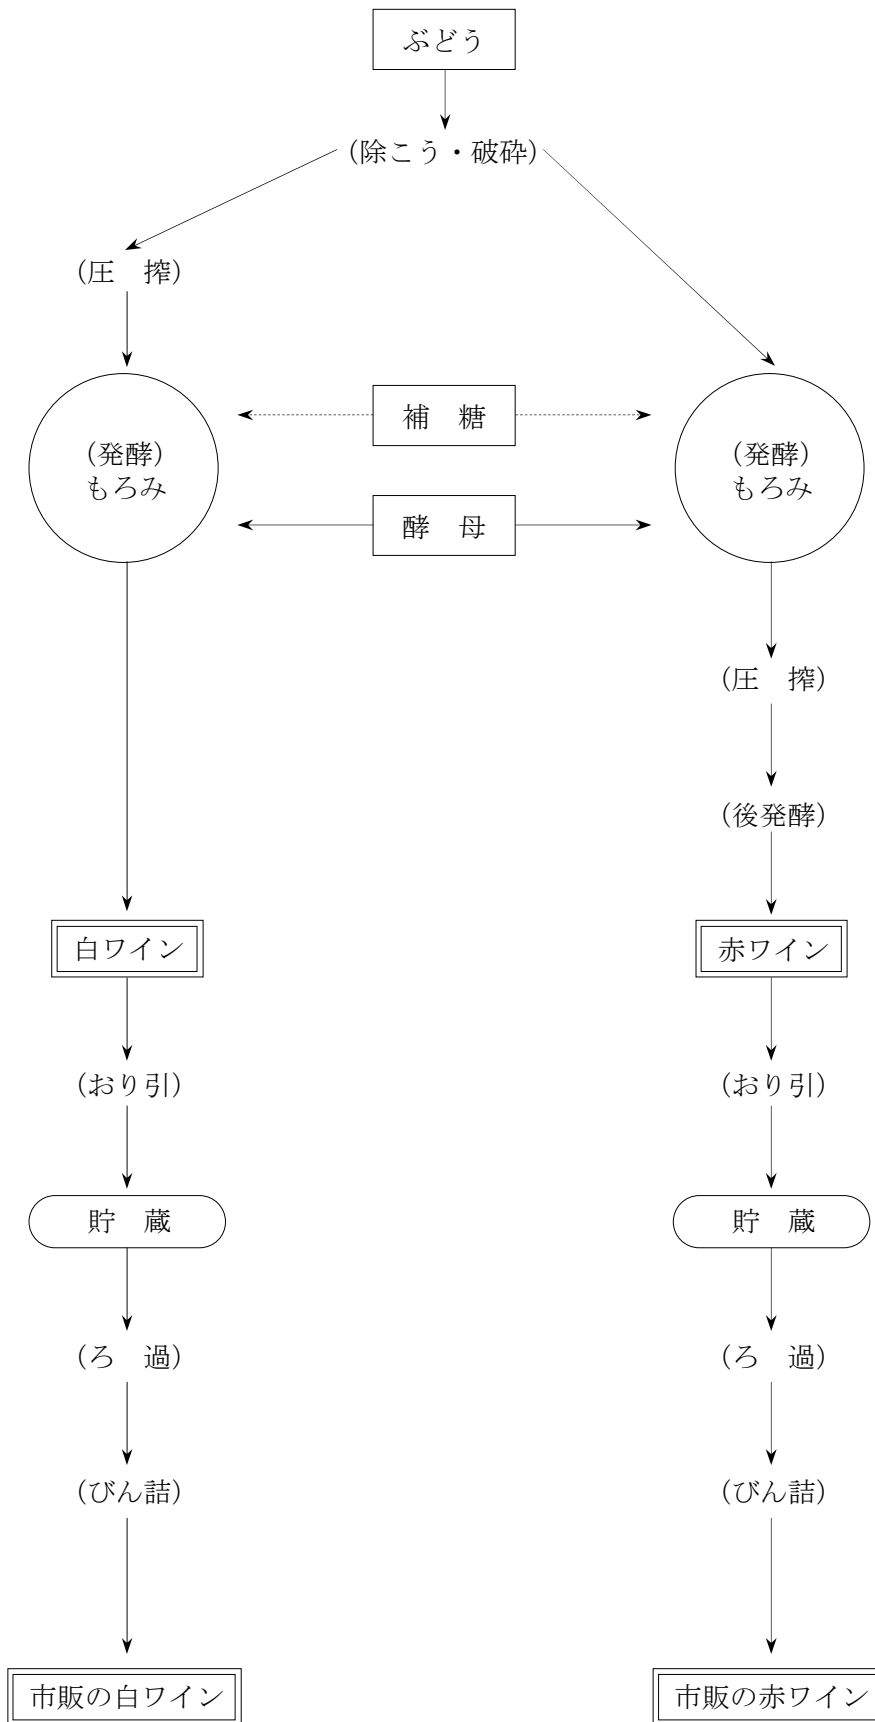 ぶどう
(除こう・破砕)
(圧　搾)
(発酵)
もろみ
補　糖
(発酵)
もろみ
酵　母
(圧　搾)
(後発酵)
白ワイン
赤ワイン
(おり引)
(おり引)
貯　蔵
貯　蔵
(ろ　過)
(ろ　過)
(びん詰)
(びん詰)
市販の白ワイン
市販の赤ワイン